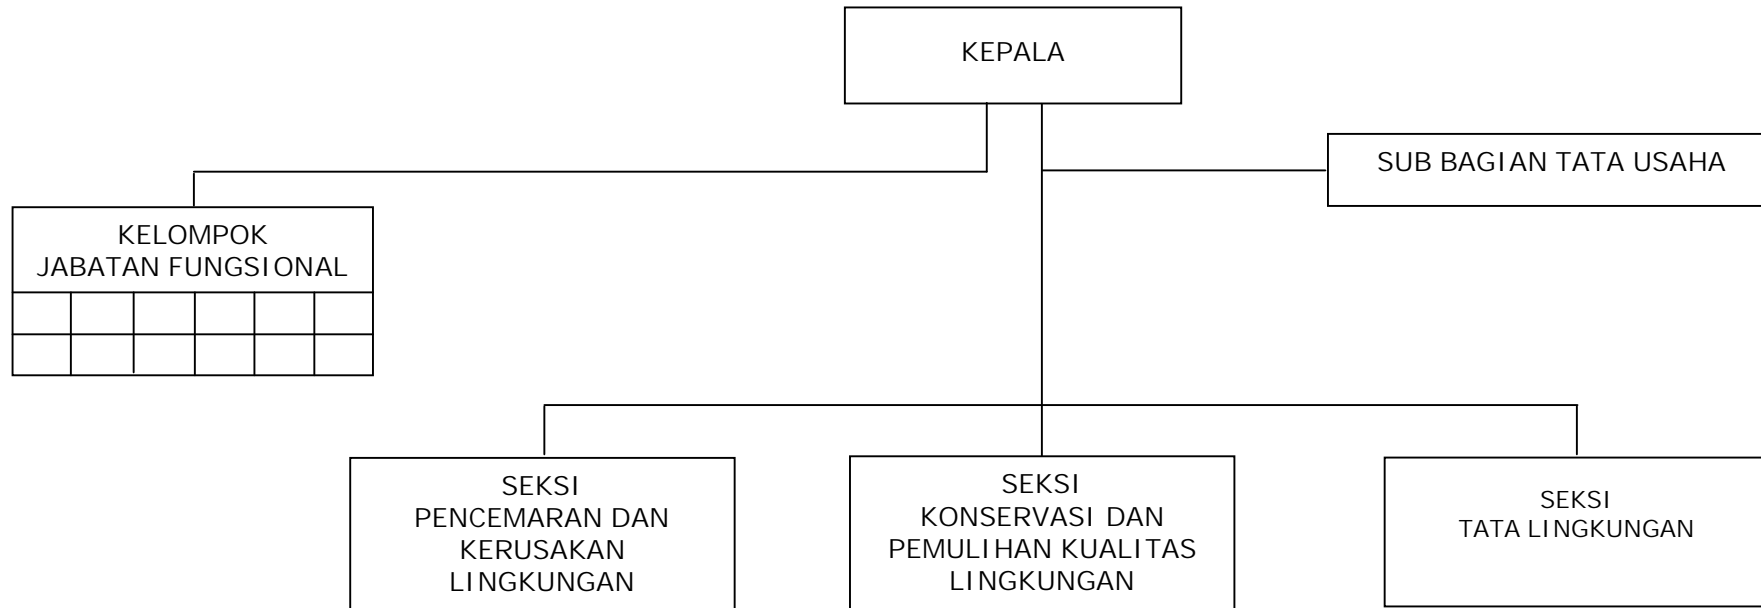 KEPALA
SUB BAGIAN TATA USAHA
KELOMPOK
JABATAN FUNGSIONAL
SEKSI
PENCEMARAN DAN
KERUSAKAN
LINGKUNGAN
SEKSI
KONSERVASI DAN
PEMULIHAN KUALITAS
LINGKUNGAN
SEKSI
TATA LINGKUNGAN